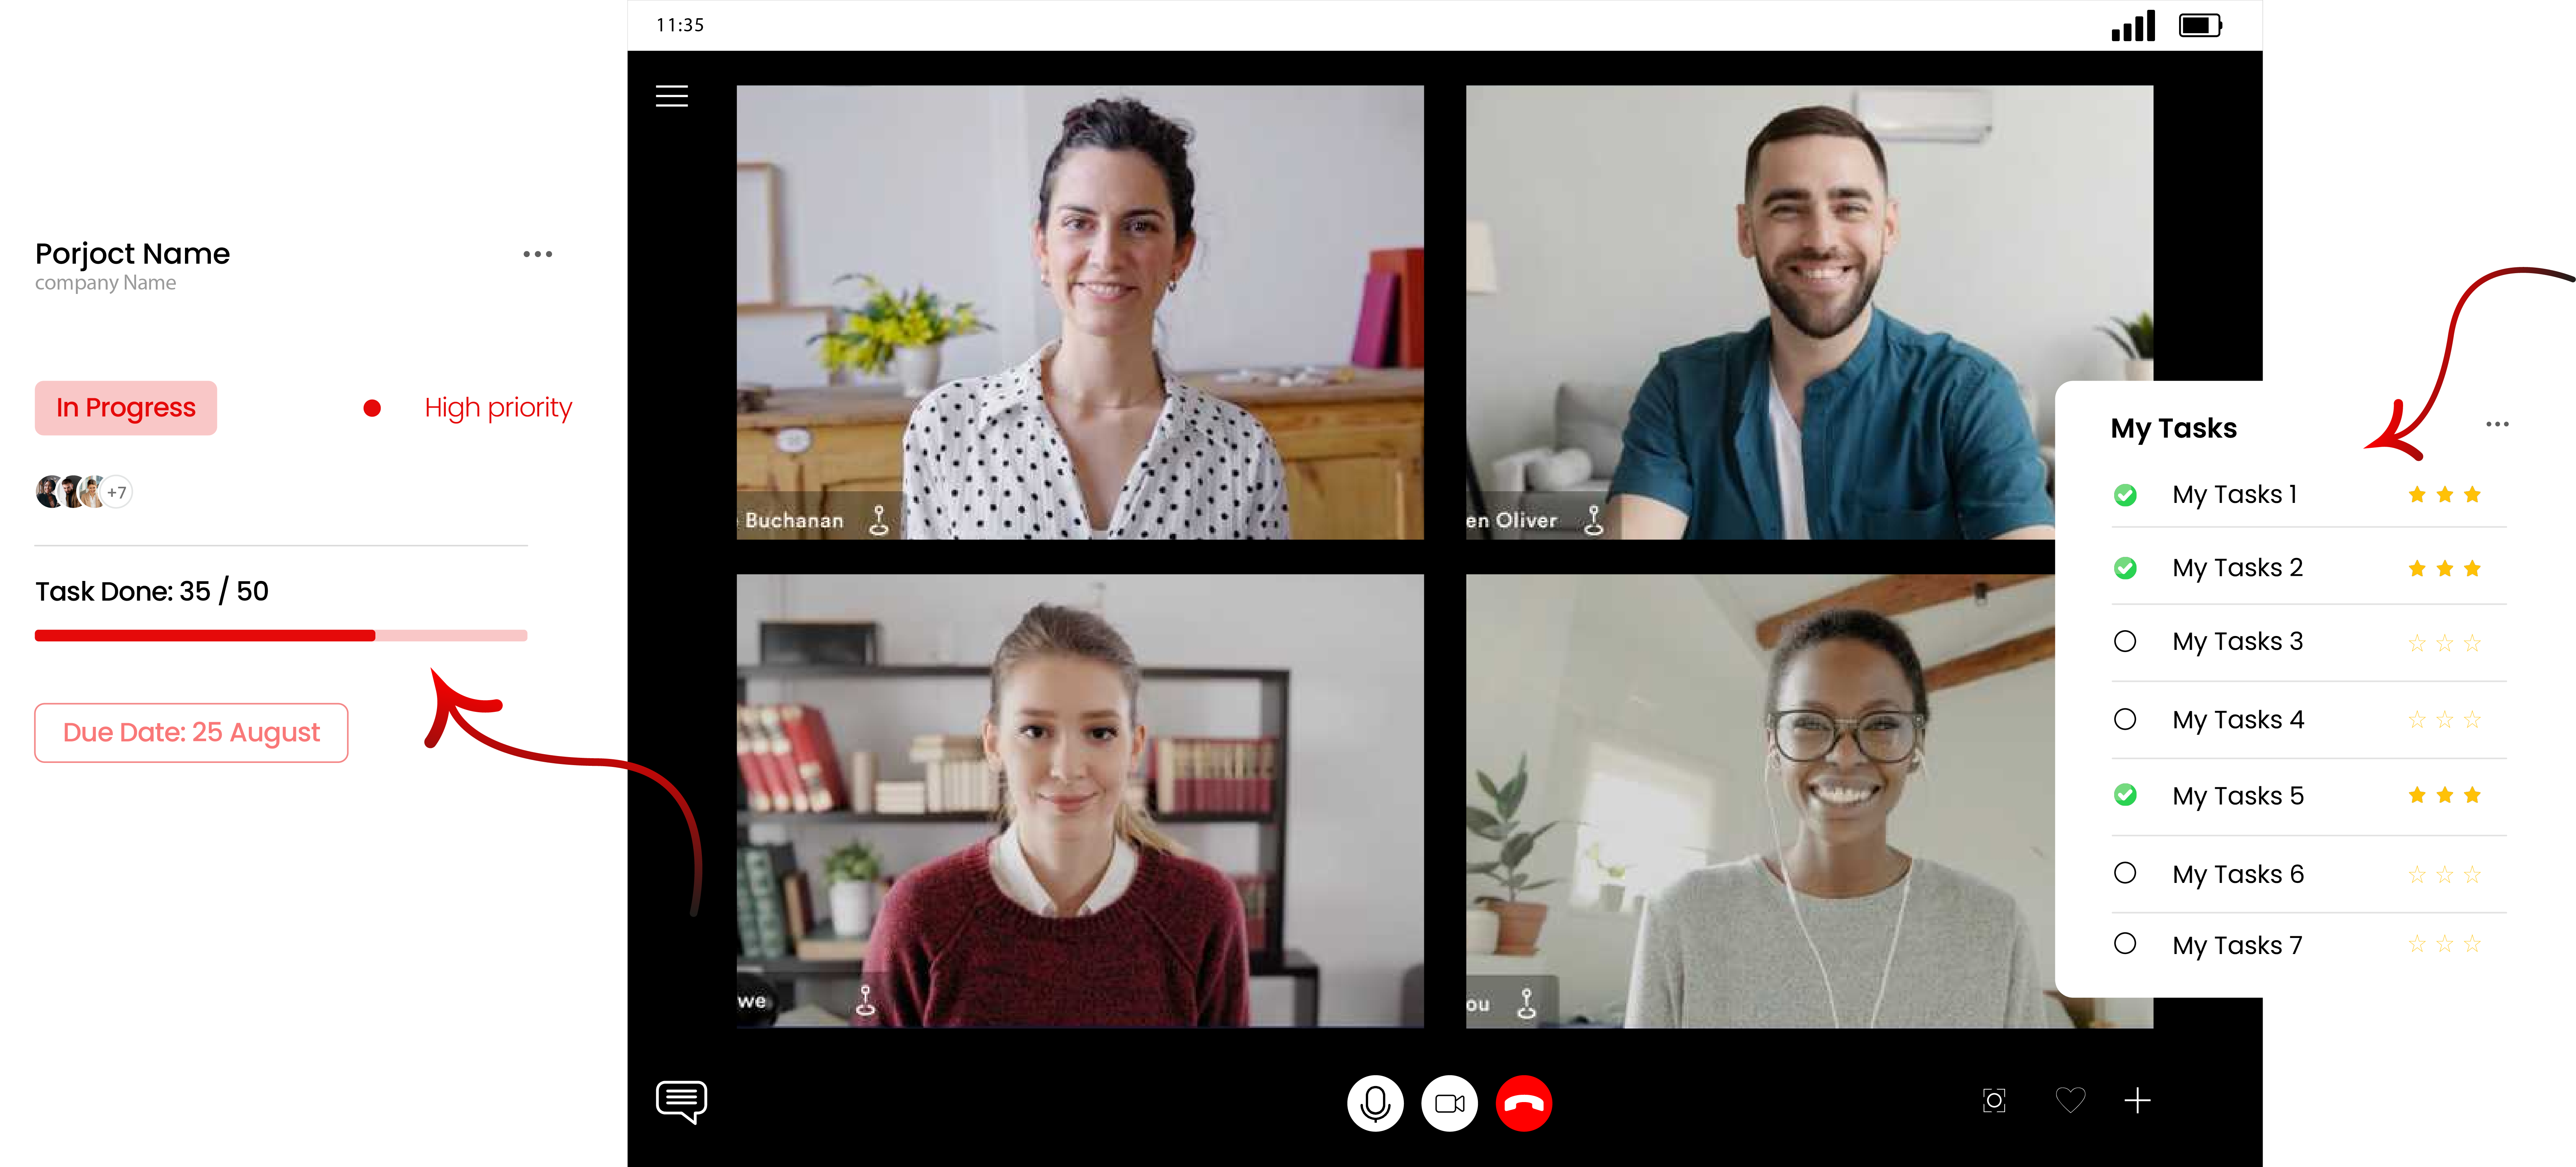 11:35
Porjoct Name
company Name
In Progress
High priority
+7
Task Done: 35 / 50
Due Date: 25 August
Buchanan
en Oliver
we
ou
My Tasks
My Tasks 1
My Tasks 2
My Tasks 3
My Tasks 4
My Tasks 5
My Tasks 6
My Tasks 7